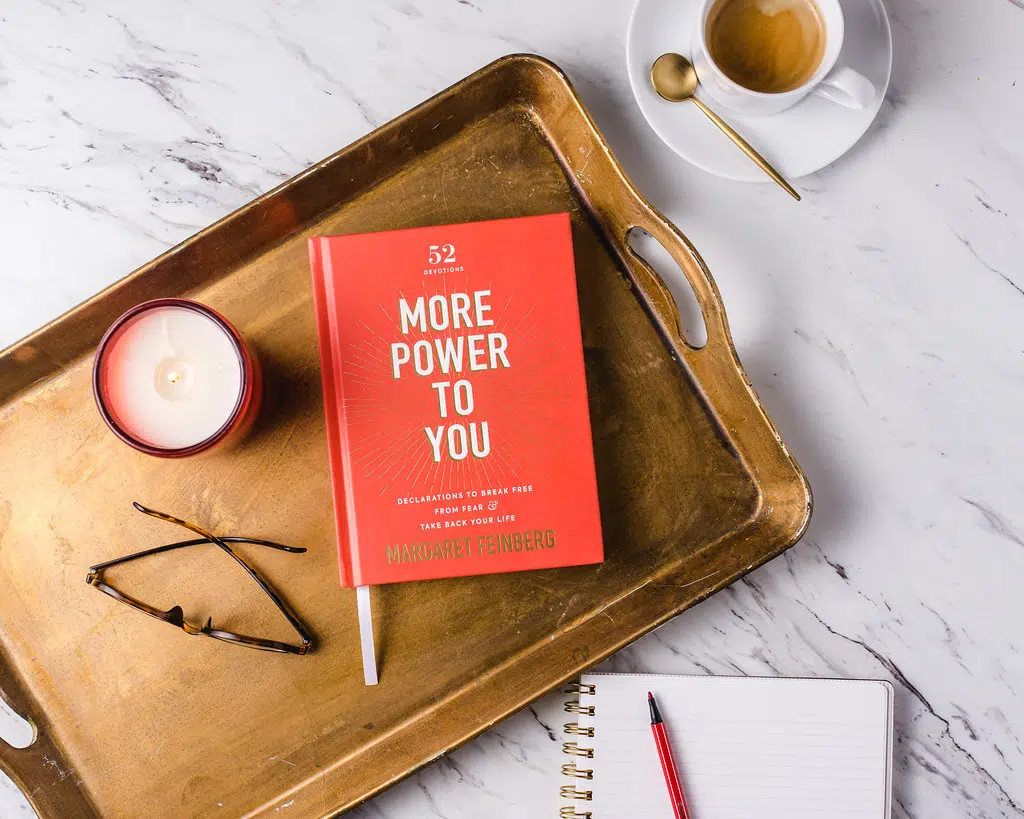 52
DEVOTIONS
MORE
POWER
TO
YOU
DECLARATIONS TO BREAK FREE
FROM FEAR &
TAKE BACK YOUR LIFE
MARGARET FEINBERG